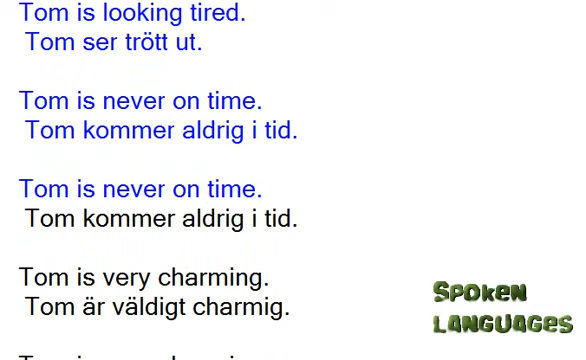 Tom is looking tired.
Tom ser trött ut.
Tom is never on time.
Tom kommer aldrig i tid.
Tom is never on time.
Tom kommer aldrig i tid.
Tom is very charming.
Tom är väldigt charmig.
Spoken
Languages